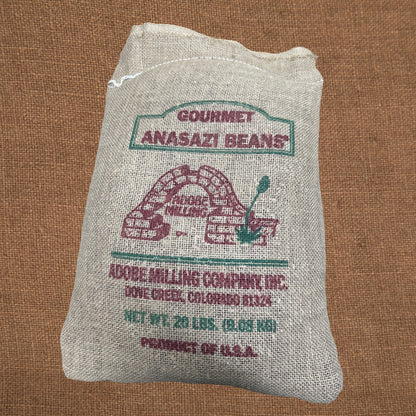 GOURMET
ANASAZI BEANS®
ADOBE
MILLING
ADOBE MILLING COMPANY, INC.
DOVE CREEK, COLORADO 81324
NET WT. 20 LBS. (9.09 KG)
PRODUCT OF U.S.A.